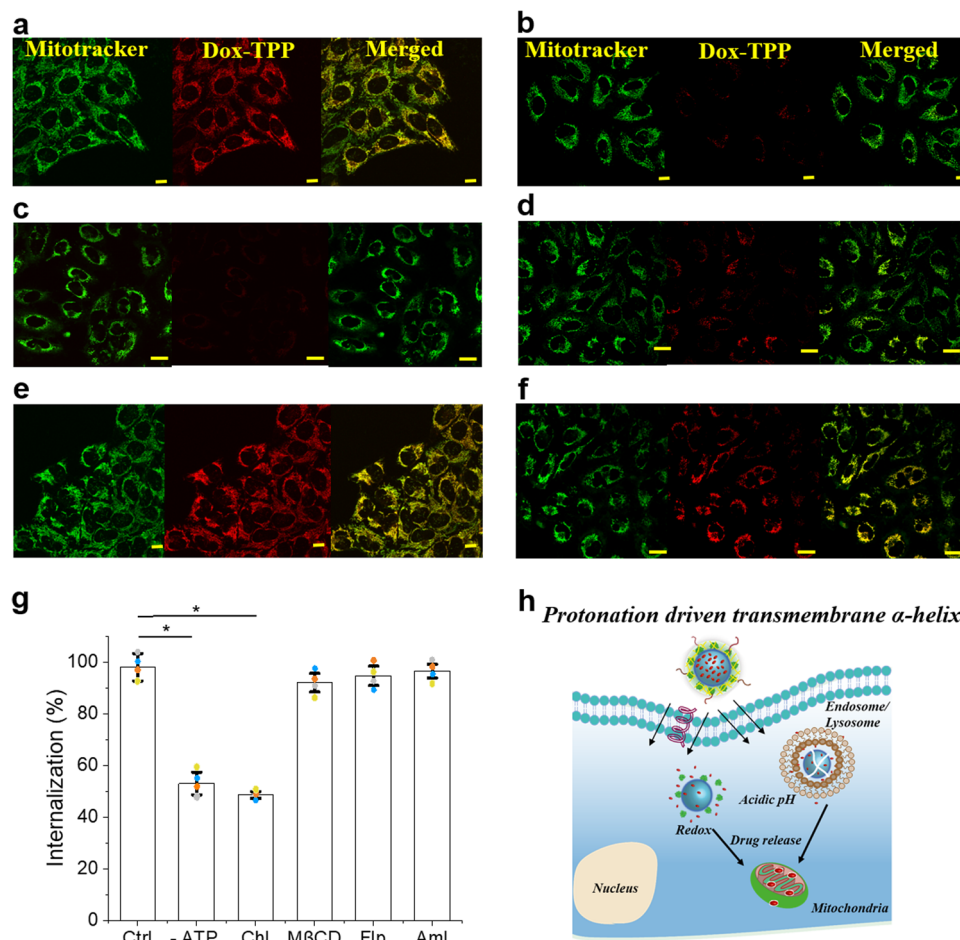 a
b
Mitotracker Dox-TPP Merged
Mitotracker Dox-TPP Merged
c
d
e
f
g
h
Protonation driven transmembrane α-helix
*
*
100
80
60
40
20
0
Internalization (%)
Ctrl - ATP Chl MβCD Flp Aml
Endosome/
Lysosome
Acidic pH
Redox
Drug release
Nucleus
Mitochondria